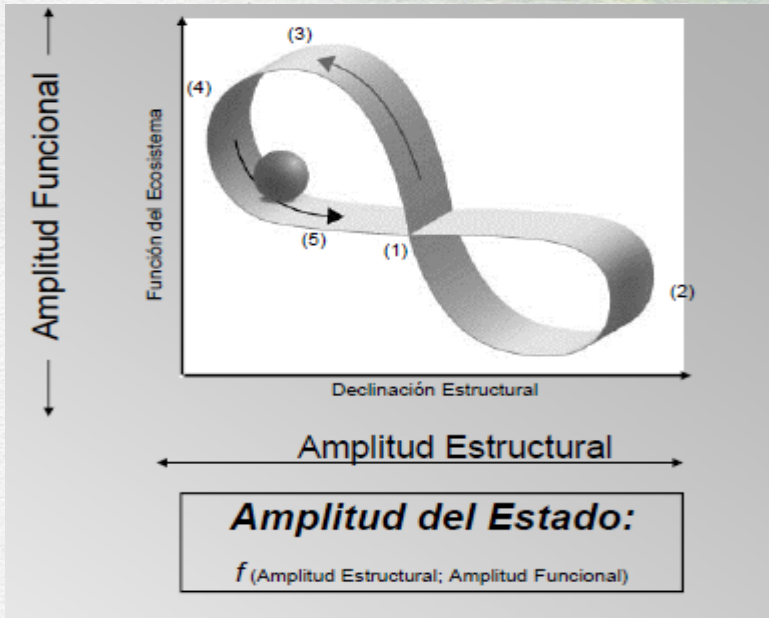 Amplitud Funcional
Función del Ecosistema
(3)
(4)
(5)
(1)
(2)
Declinación Estructural
Amplitud Estructural
Amplitud del Estado:
f (Amplitud Estructural; Amplitud Funcional)